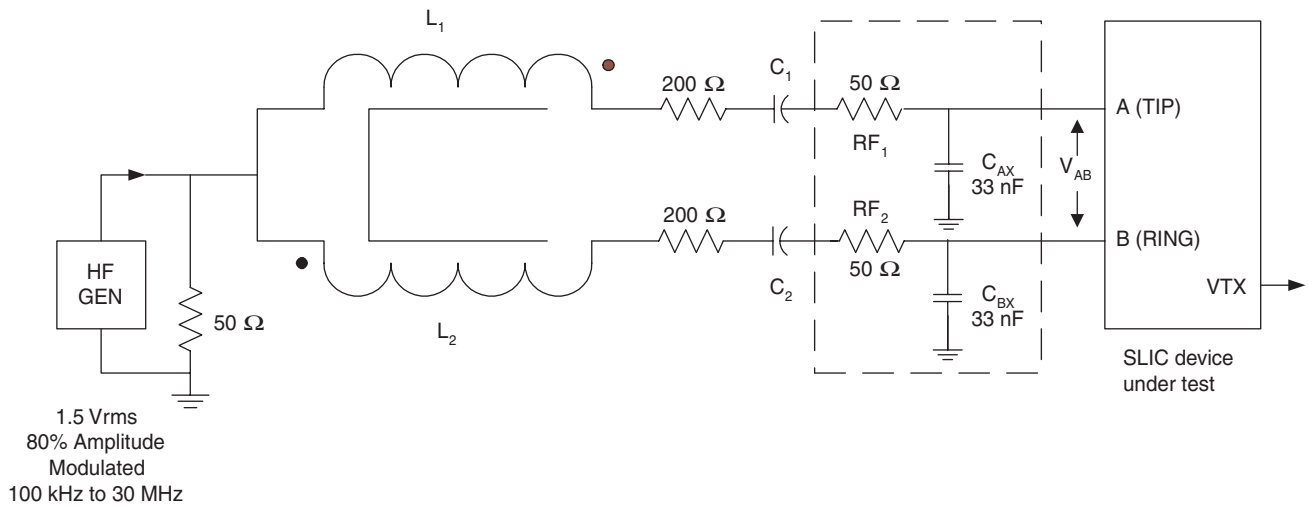 L1
200 Ω
C1
50 Ω
RF1
A (TIP)
CAX
33 nF
VAB
HF
GEN
50 Ω
L2
200 Ω
C2
RF2
50 Ω
CBX
33 nF
B (RING)
VTX
SLIC device
under test
1.5 Vrms
80% Amplitude
Modulated
100 kHz to 30 MHz